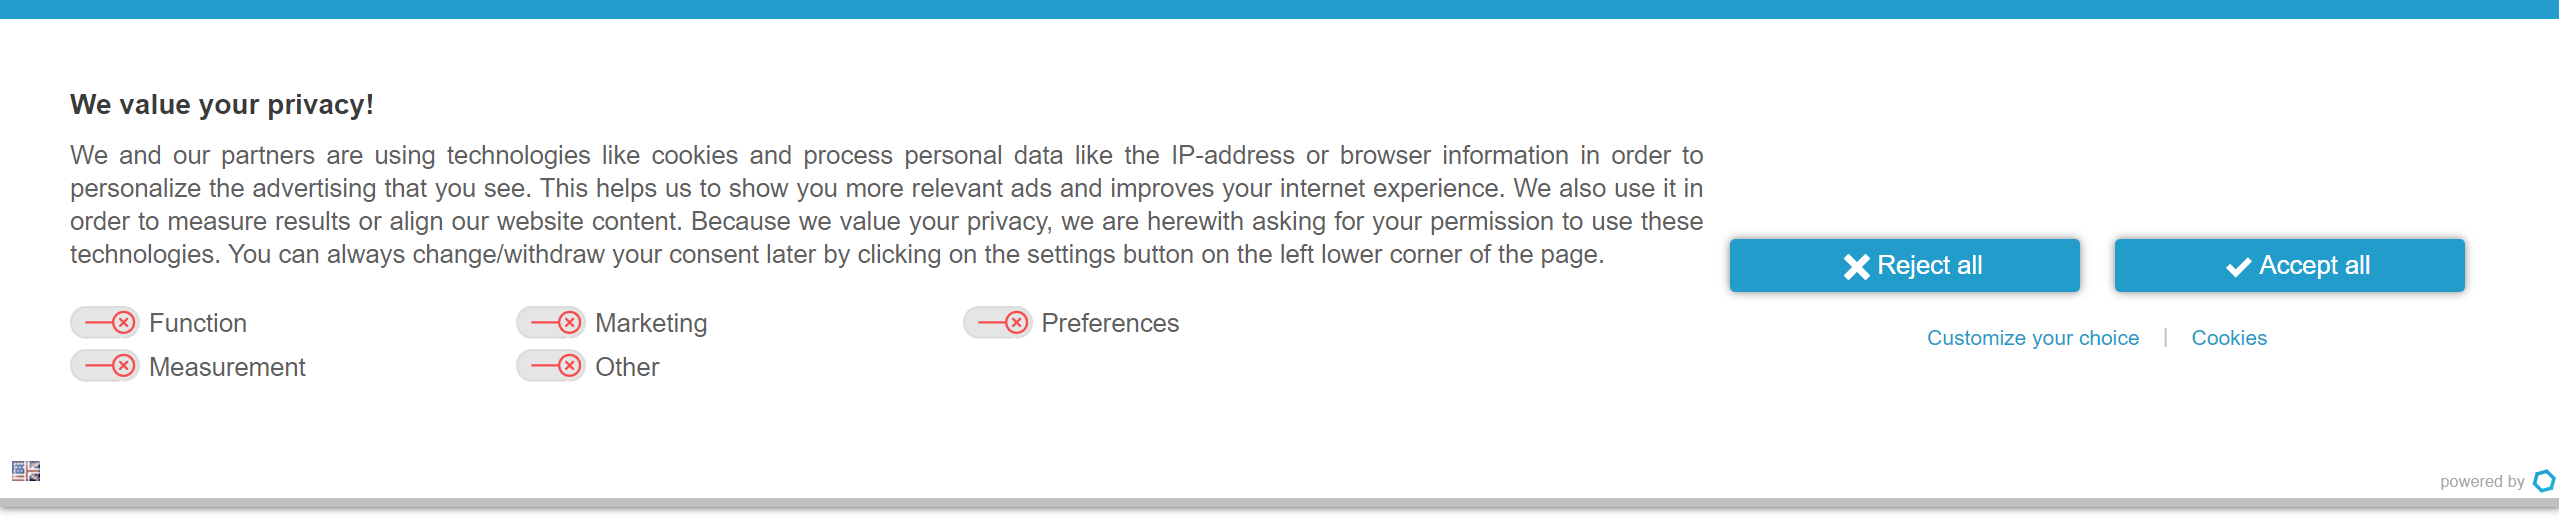 We value your privacy!
We and our partners are using technologies like cookies and process personal data like the IP-address or browser information in order to
personalize the advertising that you see. This helps us to show you more relevant ads and improves your internet experience. We also use it in
order to measure results or align our website content. Because we value your privacy, we are herewith asking for your permission to use these
technologies. You can always change/withdraw your consent later by clicking on the settings button on the left lower corner of the page.
Function Marketing Preferences
Measurement Other
Reject all Accept all
Customize your choice | Cookies
powered by